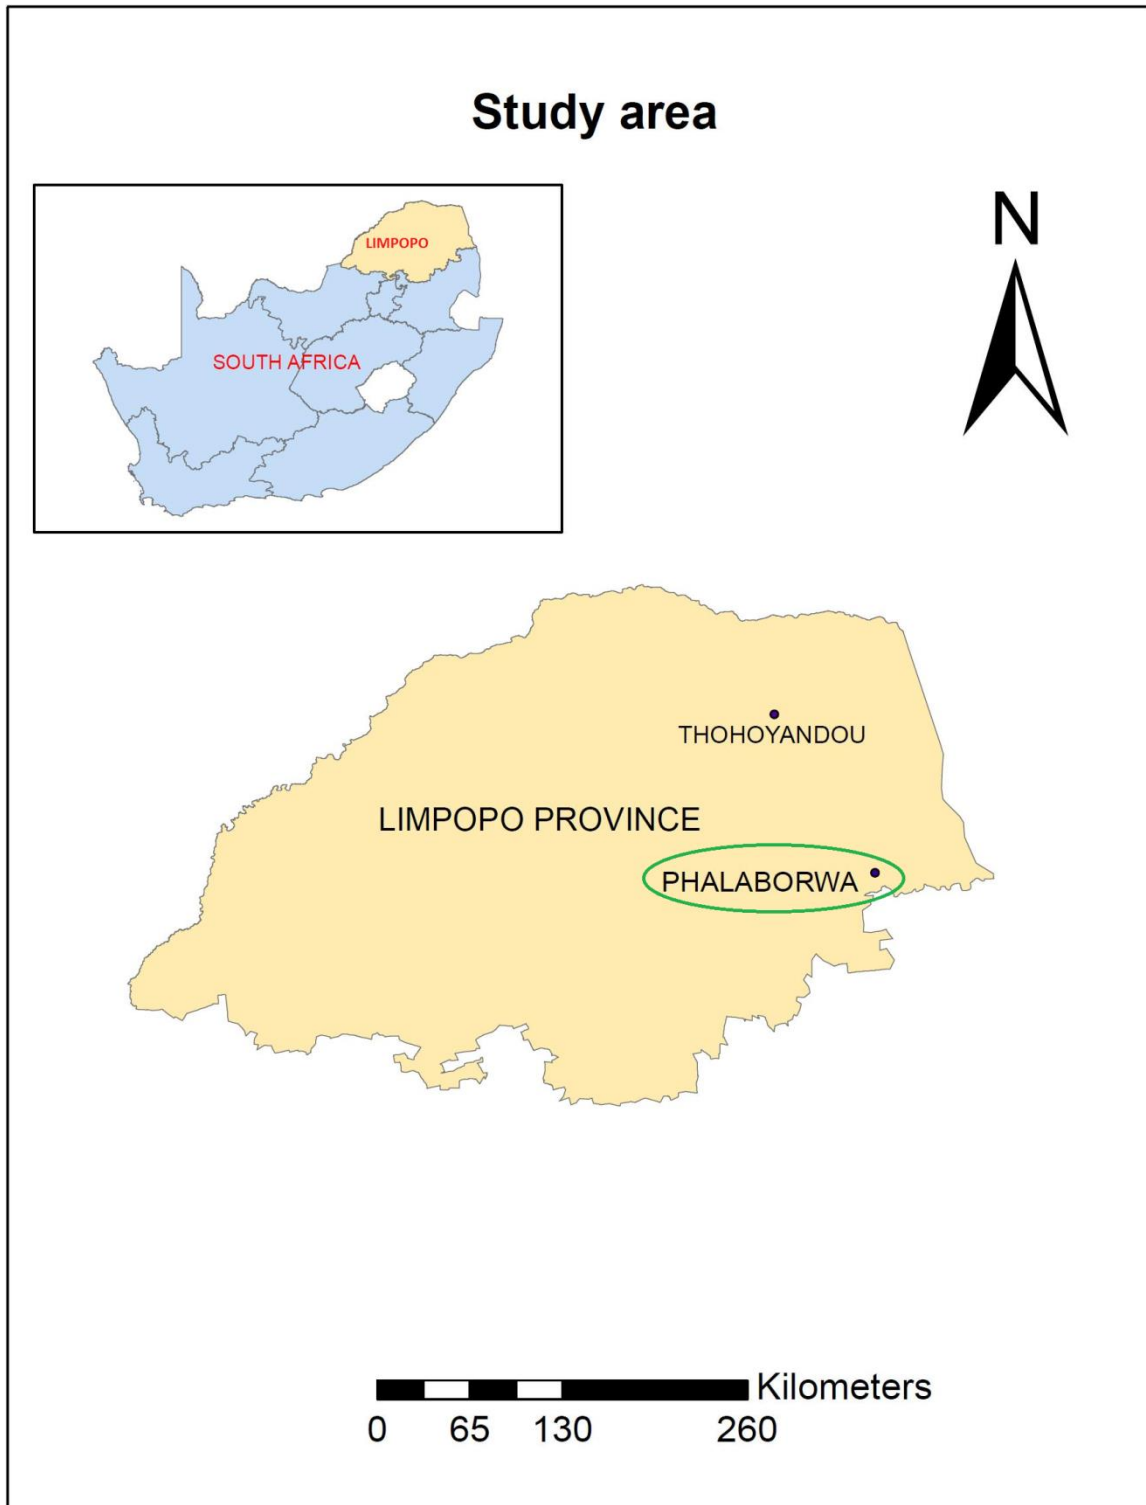 Study area
LIMPOPO
SOUTH AFRICA
N
THOHOYANDOU
LIMPOPO PROVINCE
PHALABORWA
Kilometers
0 65 130 260